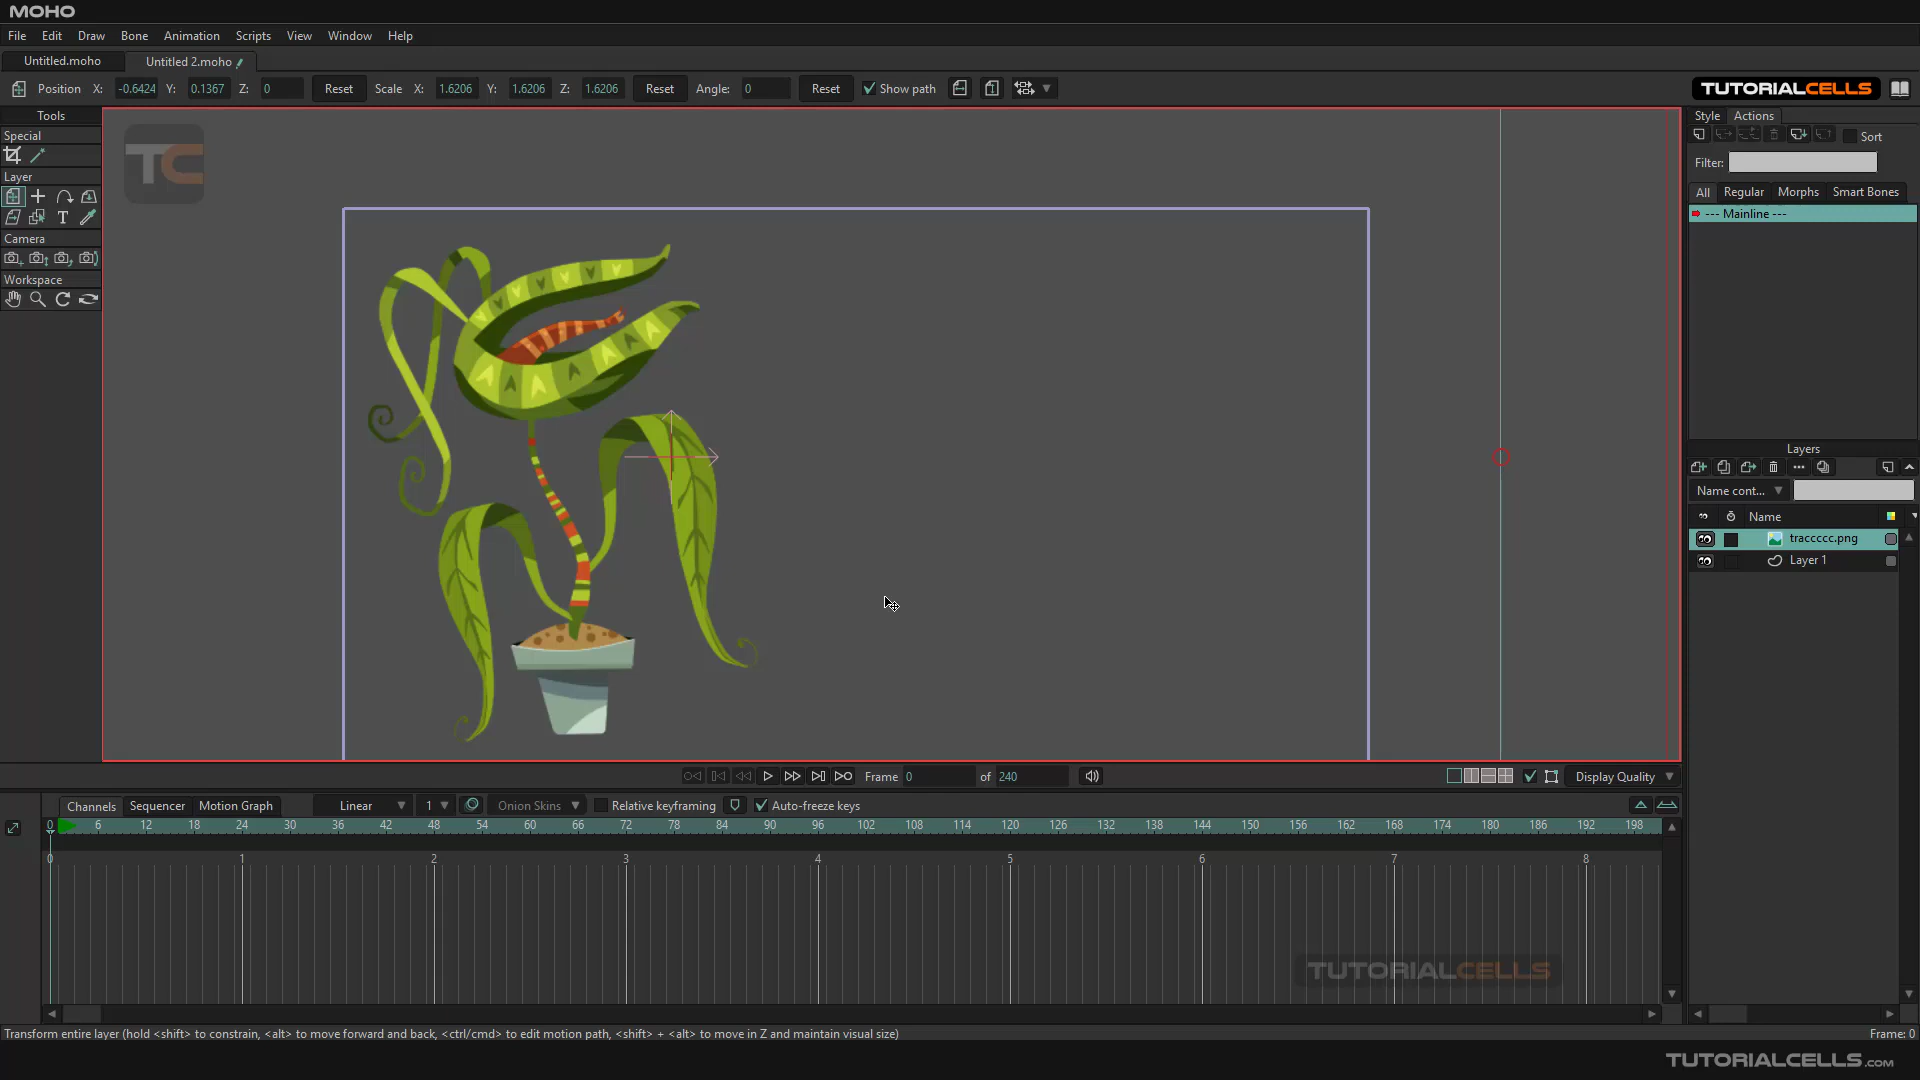 MOHO
File Edit Draw Bone Animation Scripts View Window Help
Untitled.moho Untitled 2.moho
Position X: -0.6424 Y: 0.1367 Z: 0 Reset Scale X: 1.6206 Y: 1.6206 Z: 1.6206 Reset Angle: 0 Reset Show path TUTORIALCELLS
Tools
Style Actions
Special
Sort
TC
Filter:
Layer
All Regular Morphs Smart Bones
--- Mainline ---
Camera
Workspace
Layers
Name cont...
Name
traccccc.png
Layer 1
Frame 0 of 240 Display Quality
Channels Sequencer Motion Graph Linear 1 Onion Skins Relative keyframing Auto-freeze keys
0 6 12 18 24 30 36 42 48 54 60 66 72 78 84 90 96 102 108 114 120 126 132 138 144 150 156 162 168 174 180 186 192 198
0 1 2 3 4 5 6 7 8
TUTORIALCELLS
Transform entire layer (hold <shift> to constrain, <alt> to move forward and back, <ctrl/cmd> to edit motion path, <shift> + <alt> to move in Z and maintain visual size) Frame: 0
TUTORIALCELLS.COM